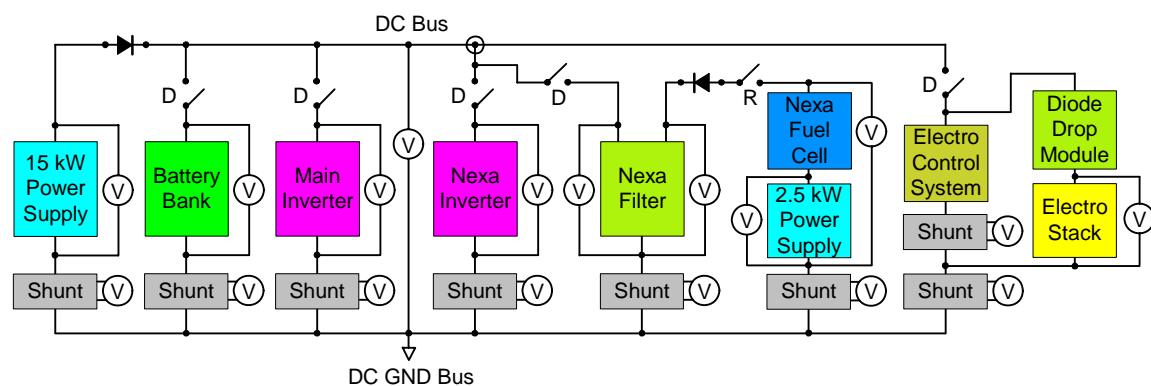 DC Bus
D
D
D
D
R
D
V
V
V
V
V
V
V
V
V
V
15 kW
Power
Supply
Battery
Bank
Main
Inverter
Nexa
Inverter
Nexa
Filter
Nexa
Fuel
Cell
2.5 kW
Power
Supply
Electro
Control
System
Diode
Drop
Module
Electro
Stack
Shunt
V
Shunt
V
Shunt
V
Shunt
V
Shunt
V
Shunt
V
Shunt
V
Shunt
V
DC GND Bus